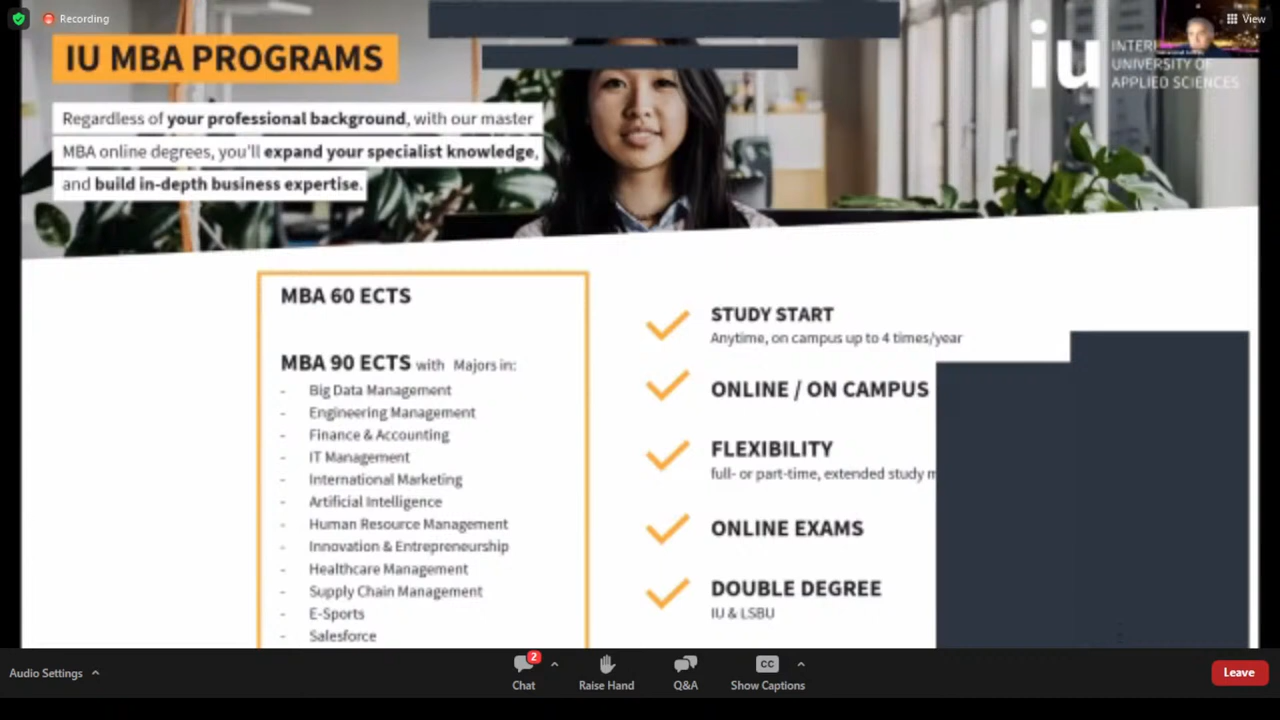 Recording
View
IU MBA PROGRAMS
iu
UNIVERSITY OF
APPLIED SCIENCES
Regardless of your professional background, with our master
MBA online degrees, you'll expand your specialist knowledge,
and build in-depth business expertise.
MBA 60 ECTS
MBA 90 ECTS with Majors in:
- Big Data Management
- Engineering Management
- Finance & Accounting
- IT Management
- International Marketing
- Artificial Intelligence
- Human Resource Management
- Innovation & Entrepreneurship
- Healthcare Management
- Supply Chain Management
- E-Sports
- Salesforce
STUDY START
Anytime, on campus up to 4 times/year
ONLINE / ON CAMPUS
FLEXIBILITY
full- or part-time, extended study
ONLINE EXAMS
DOUBLE DEGREE
IU & LSBU
Audio Settings
2
Chat
Raise Hand
Q&A
CC
Show Captions
Leave